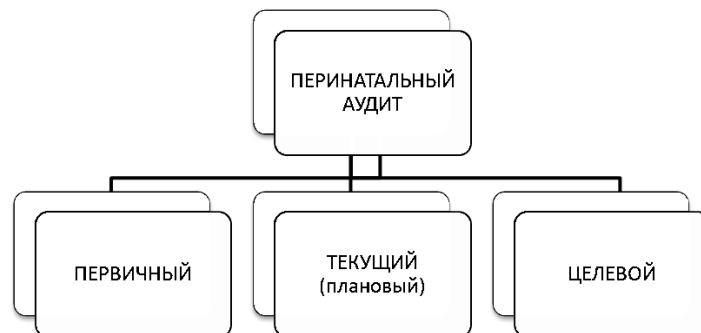 ПЕРИНАТАЛЬНЫЙ
АУДИТ
ПЕРВИЧНЫЙ
ТЕКУЩИЙ
(плановый)
ЦЕЛЕВОЙ